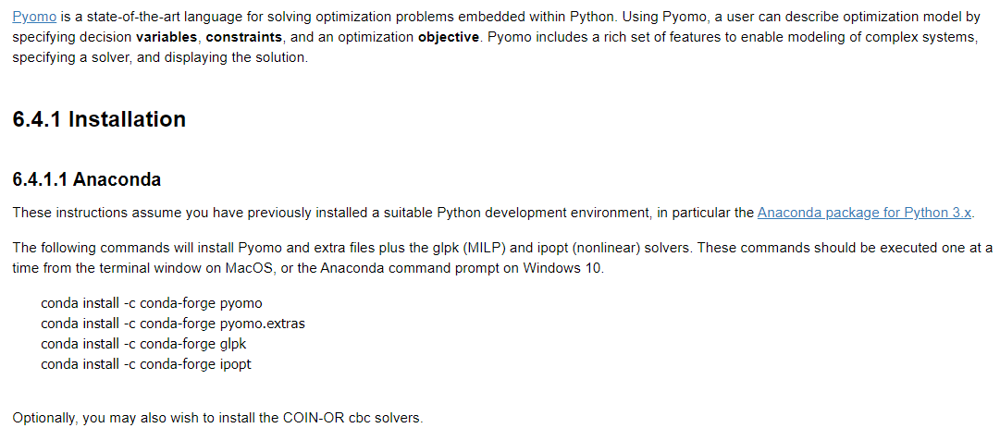 Pyomo is a state-of-the-art language for solving optimization problems embedded within Python. Using Pyomo, a user can describe optimization model by
specifying decision variables, constraints, and an optimization objective. Pyomo includes a rich set of features to enable modeling of complex systems,
specifying a solver, and displaying the solution.
6.4.1 Installation
6.4.1.1 Anaconda
These instructions assume you have previously installed a suitable Python development environment, in particular the Anaconda package for Python 3.x.
The following commands will install Pyomo and extra files plus the glpk (MILP) and ipopt (nonlinear) solvers. These commands should be executed one at a
time from the terminal window on MacOS, or the Anaconda command prompt on Windows 10.
conda install -c conda-forge pyomo
conda install -c conda-forge pyomo.extras
conda install -c conda-forge glpk
conda install -c conda-forge ipopt
Optionally, you may also wish to install the COIN-OR cbc solvers.